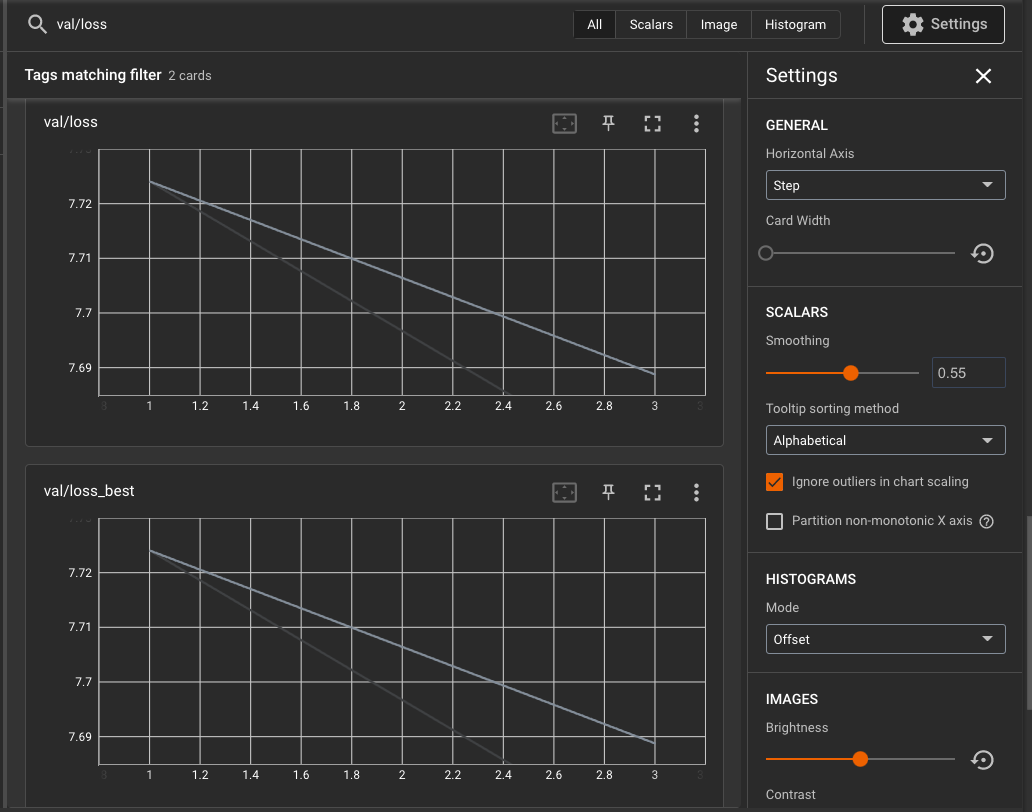 val/loss
All Scalars Image Histogram
Settings
Tags matching filter 2 cards
Settings
val/loss
7.72
7.71
7.7
7.69
1 1.2 1.4 1.6 1.8 2 2.2 2.4 2.6 2.8 3
val/loss_best
7.72
7.71
7.7
7.69
1 1.2 1.4 1.6 1.8 2 2.2 2.4 2.6 2.8 3
GENERAL
Horizontal Axis
Step
Card Width
SCALARS
Smoothing
0.55
Tooltip sorting method
Alphabetical
Ignore outliers in chart scaling
Partition non-monotonic X axis
HISTOGRAMS
Mode
Offset
IMAGES
Brightness
Contrast